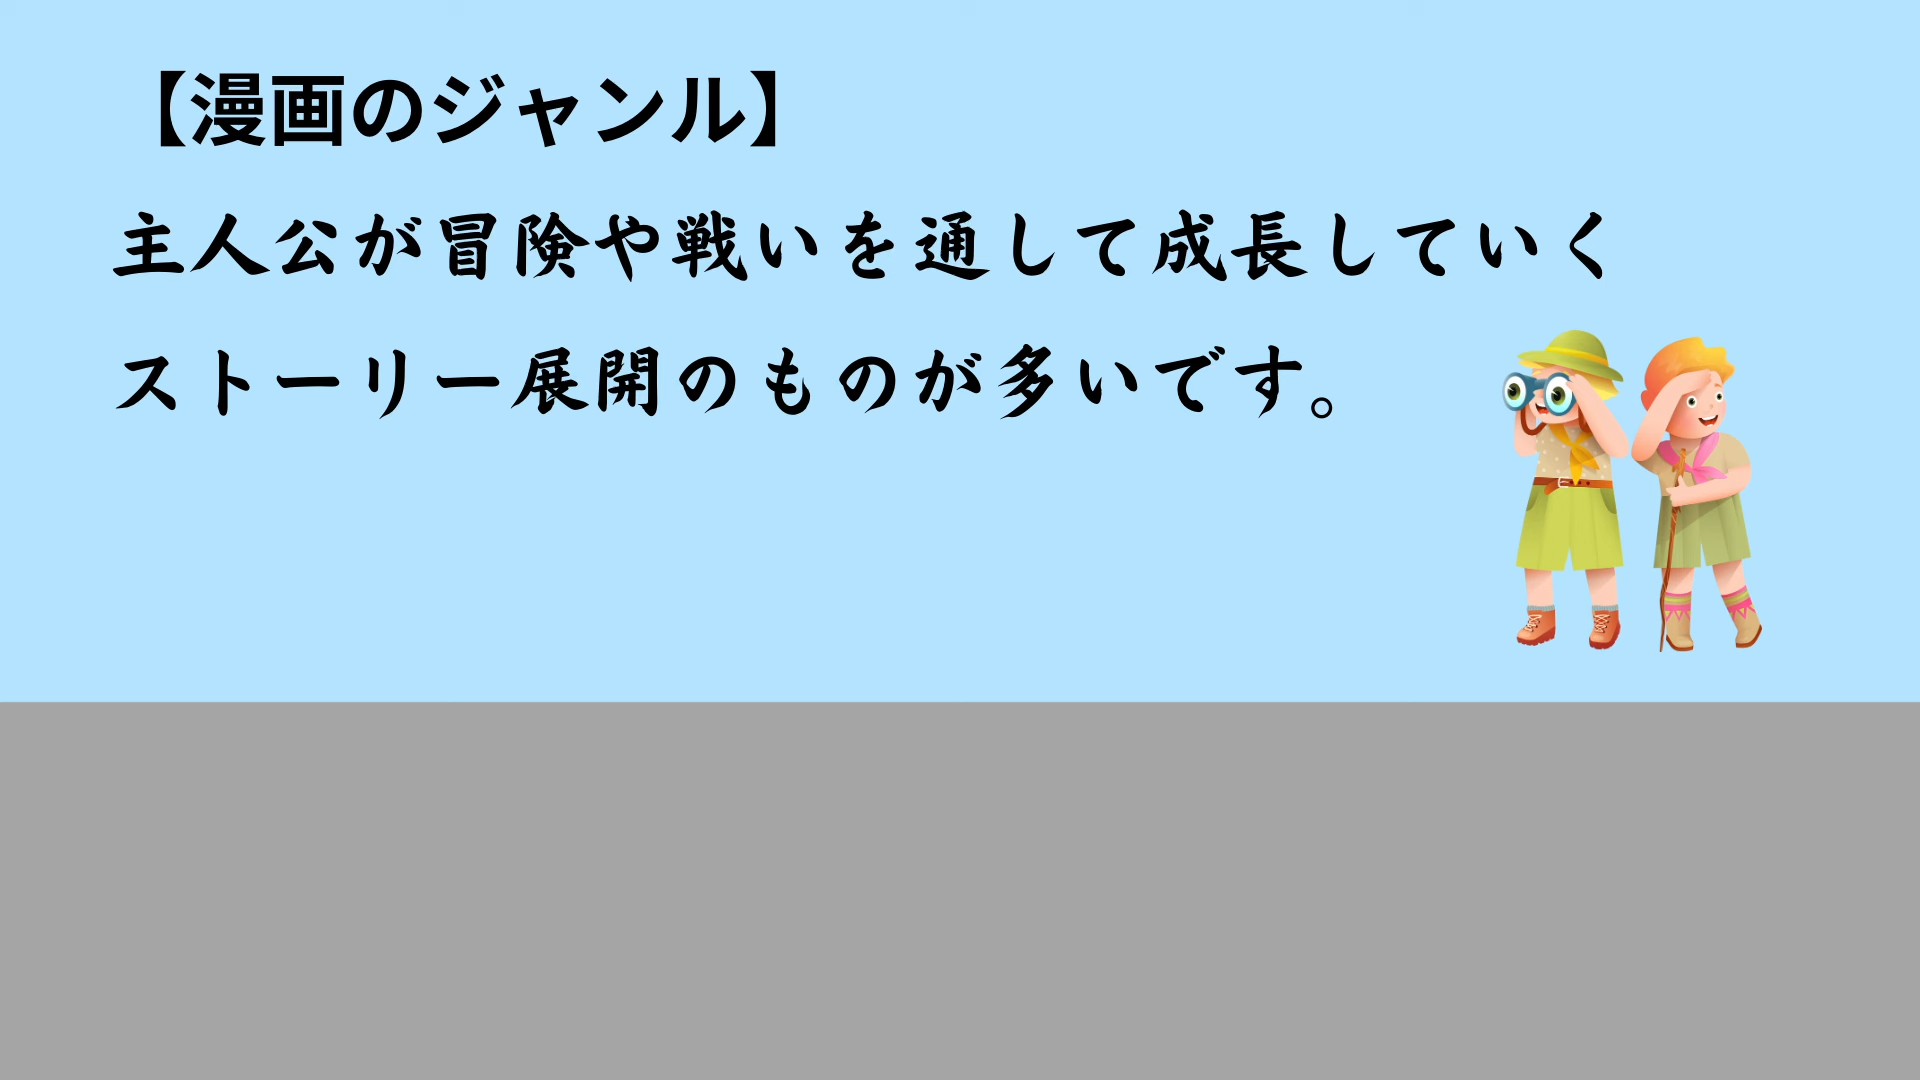 【漫画のジャンル】
主人公が冒険や戦いを通して成長していく
ストーリー展開のものが多いです。